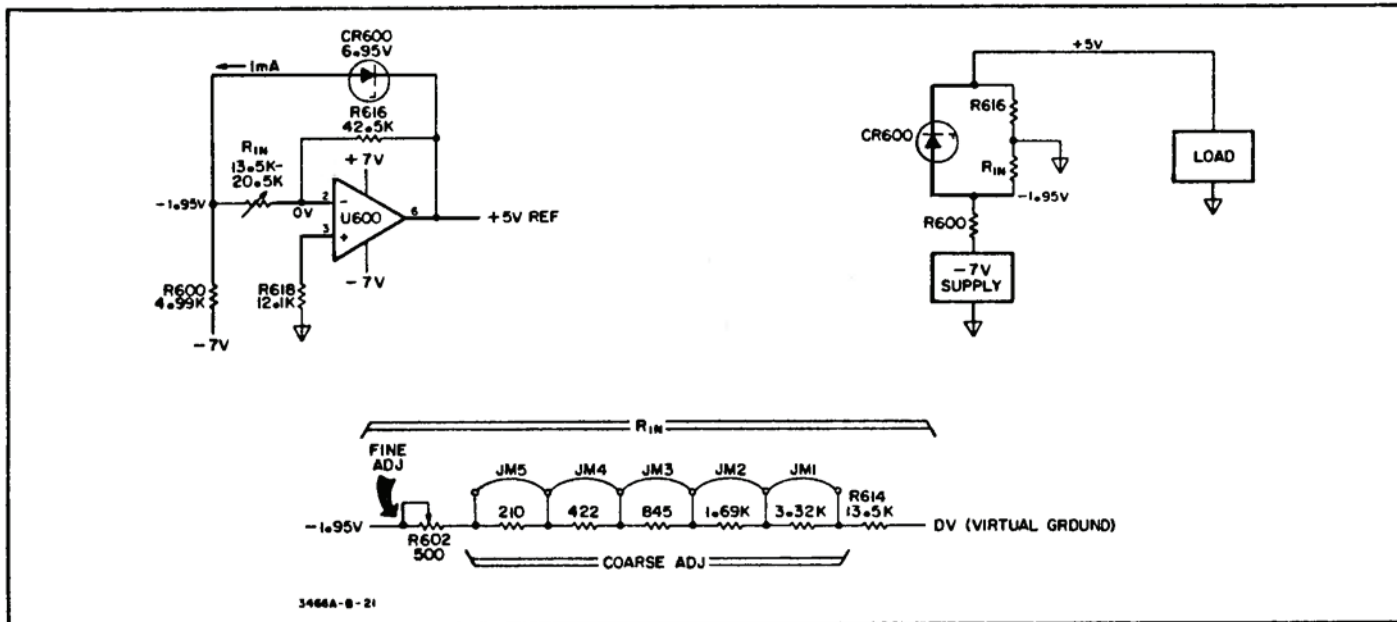 CR600
6.95V
1mA
R616
42.5K
RIN
13.5K-
20.5K
+7V
-1.95V
0V
2
-
U600
6
+5V REF
3
+
-7V
R600
4.99K
R618
12.1K
-7V
+5V
R616
CR600
LOAD
RIN
-1.95V
R600
-7V
SUPPLY
RIN
FINE
ADJ
JM5
JM4
JM3
JM2
JM1
R614
13.5K
-1.95V
210
422
845
1.69K
3.32K
DV (VIRTUAL GRDUND)
R602
500
COARSE ADJ
3466A-8-21